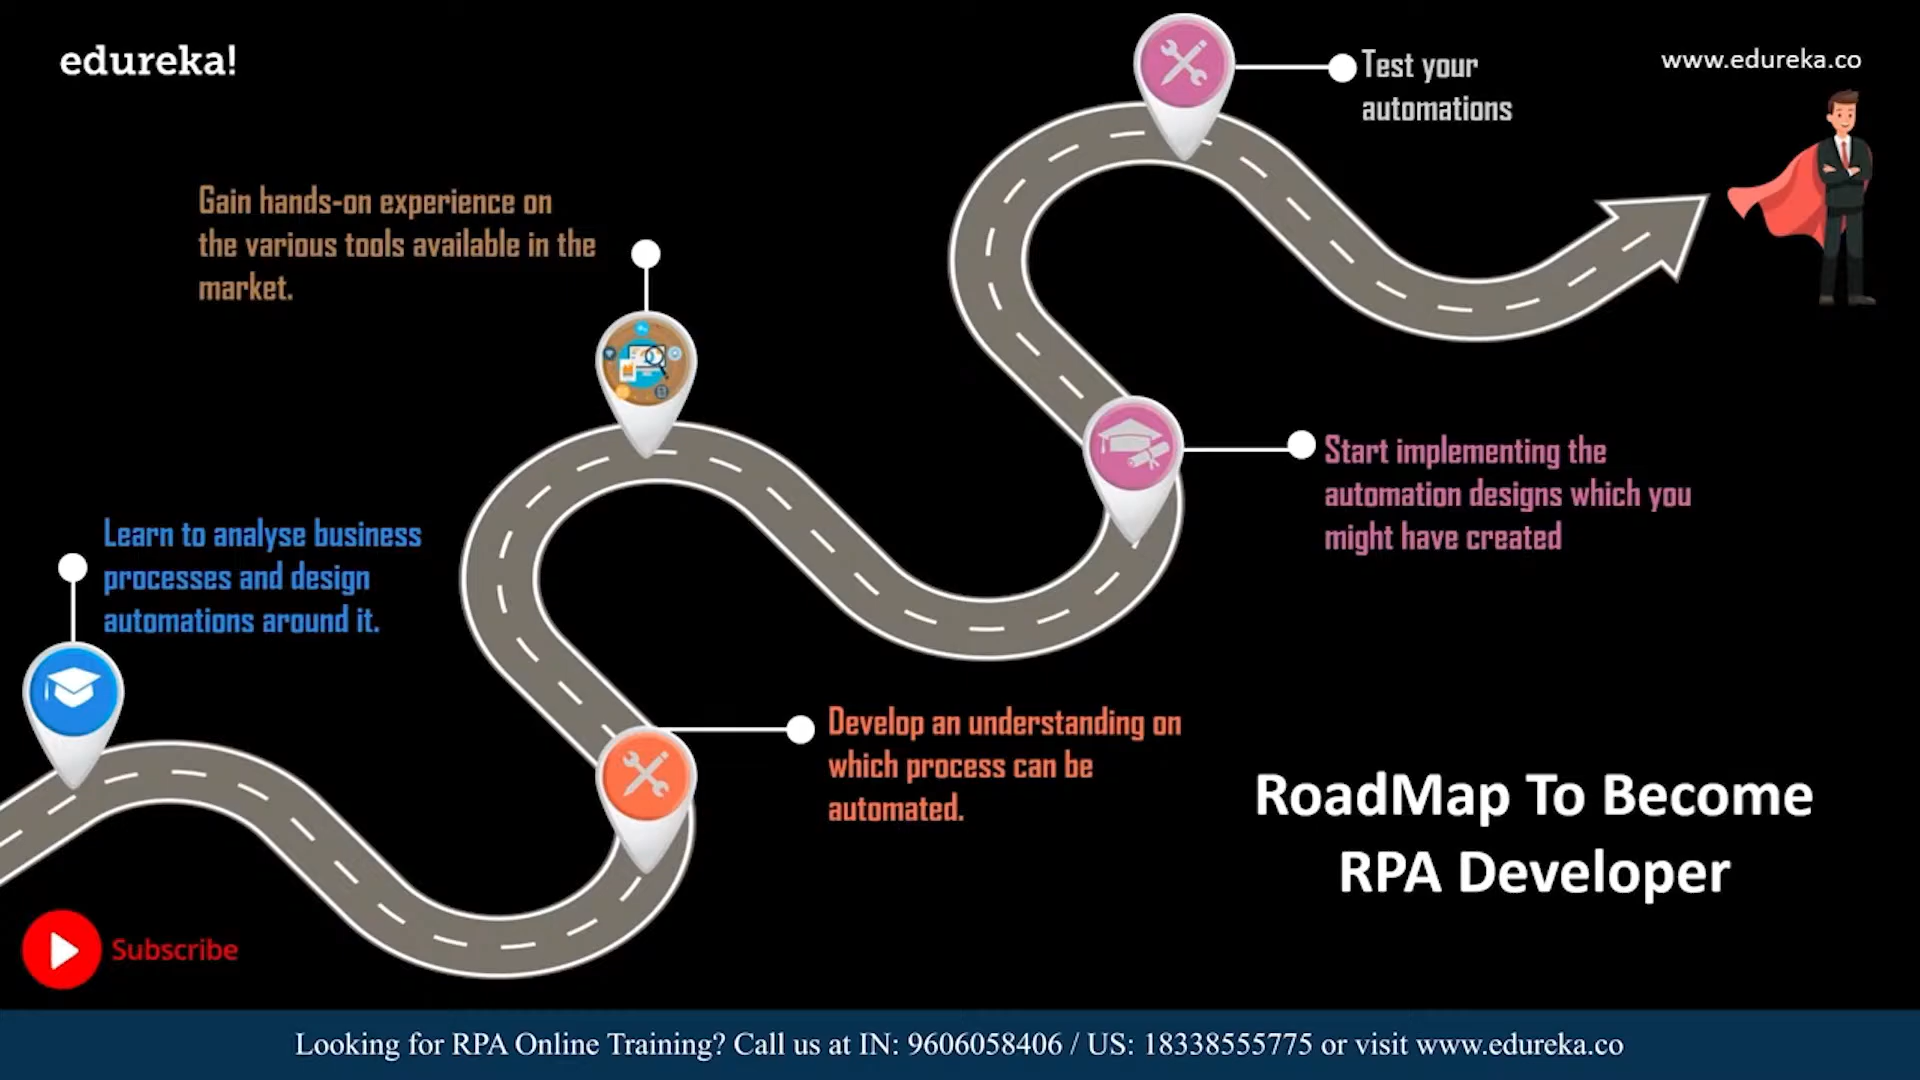 edureka!
www.edureka.co
Test your
automations
Gain hands-on experience on
the various tools available in the
market.
Start implementing the
automation designs which you
might have created
Learn to analyse business
processes and design
automations around it.
Develop an understanding on
which process can be
automated.
RoadMap To Become
RPA Developer
Subscribe
Looking for RPA Online Training? Call us at IN: 9606058406 / US: 18338555775 or visit www.edureka.co